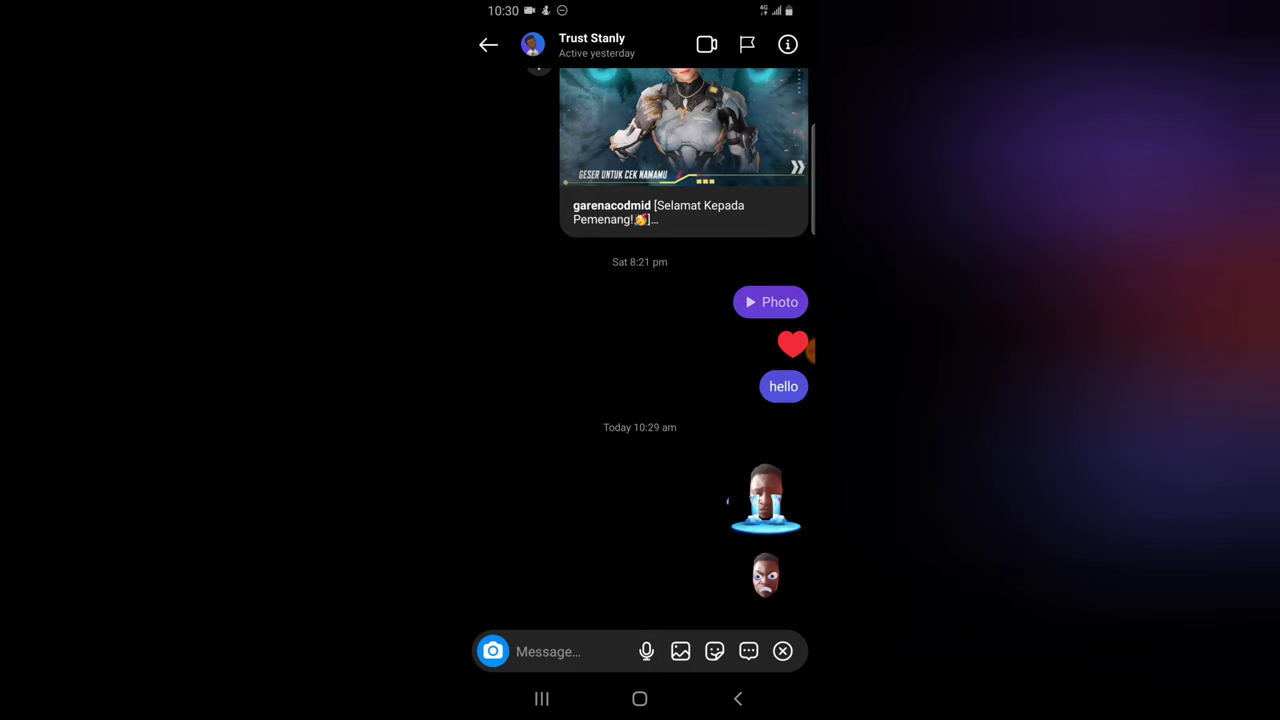 10:30
4G
Trust Stanly
Active yesterday
GESER UNTUK CEK NAMAMU
garenacodmid [Selamat Kepada
Pemenang!🥳]...
Sat 8:21 pm
Photo
hello
Today 10:29 am
Message...